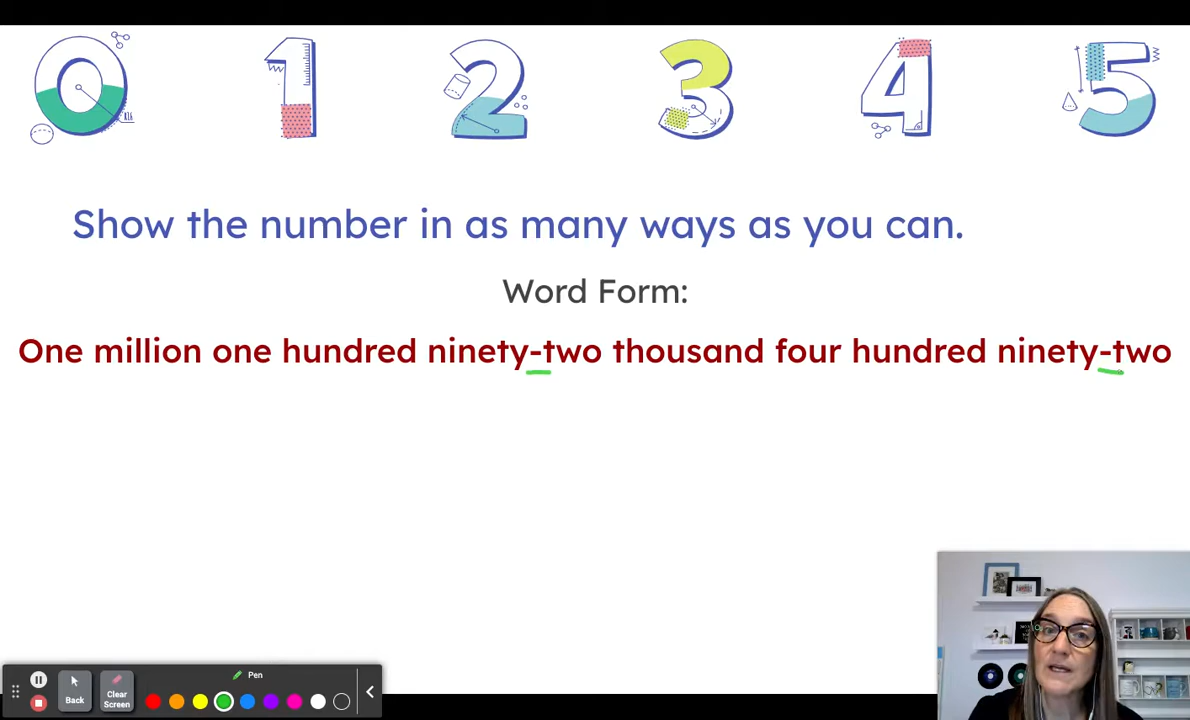 0 1 2 3 4 5
Show the number in as many ways as you can.
Word Form:
One million one hundred ninety-two thousand four hundred ninety-two
Pen
Back
Clear Screen